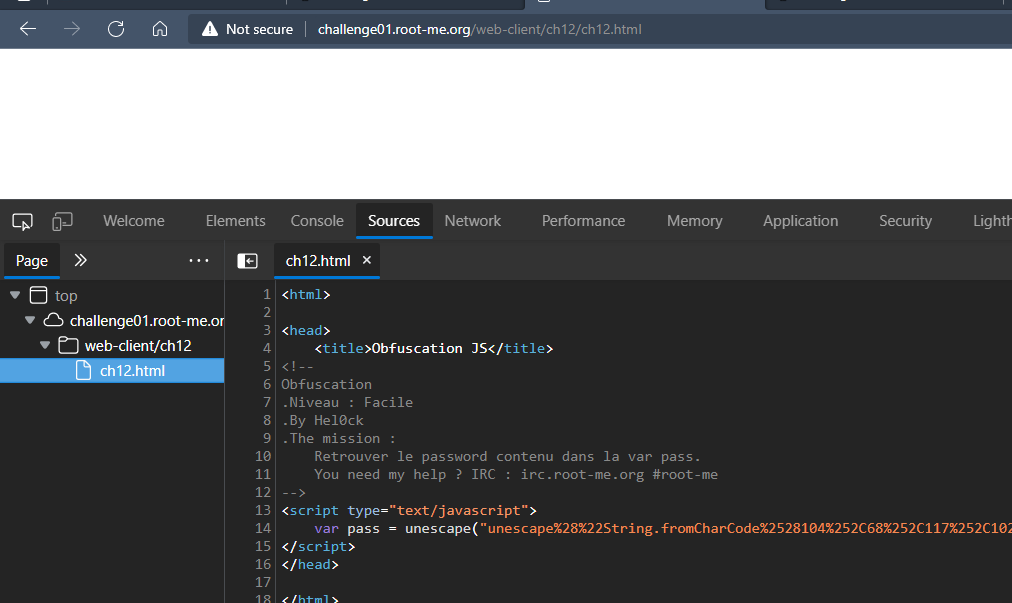 Not secure challenge01.root-me.org/web-client/ch12/ch12.html
Welcome Elements Console Sources Network Performance Memory Application Security Lighth
Page ch12.html
top
challenge01.root-me.or
web-client/ch12
ch12.html
1 <html>
2
3 <head>
4 <title>Obfuscation JS</title>
5 <!--
6 Obfuscation
7 .Niveau : Facile
8 .By Hel0ck
9 .The mission :
10 Retrouver le password contenu dans la var pass.
11 You need my help ? IRC : irc.root-me.org #root-me
12 -->
13 <script type="text/javascript">
14 var pass = unescape("unescape%28%22String.fromCharCode%2528104%252C68%252C117%252C102
15 </script>
16 </head>
17
18 </html>